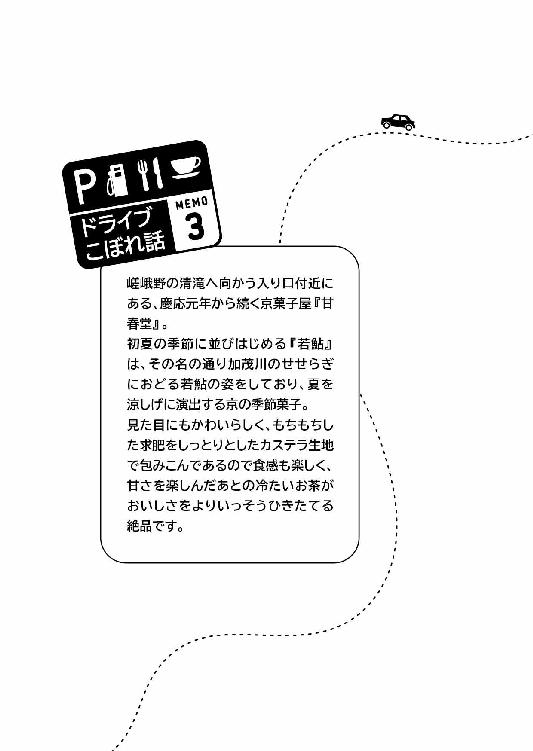 P
MEMO
ドライブ
こぼれ話
3
嵯峨野の清滝へ向かう入り口付近に
ある、慶応元年から続く京菓子屋『甘
春堂』。
初夏の季節に並びはじめる『若鮎』
は、その名の通り加茂川のせせらぎ
におどる若鮎の姿をしており、夏を
涼しげに演出する京の季節菓子。
見た目にもかわいらしく、もちもちし
た求肥をしっとりとしたカステラ生地
で包みこんであるので食感も楽しく、
甘さを楽しんだあとの冷たいお茶が
おいしさをよりいっそうひきたてる
絶品です。